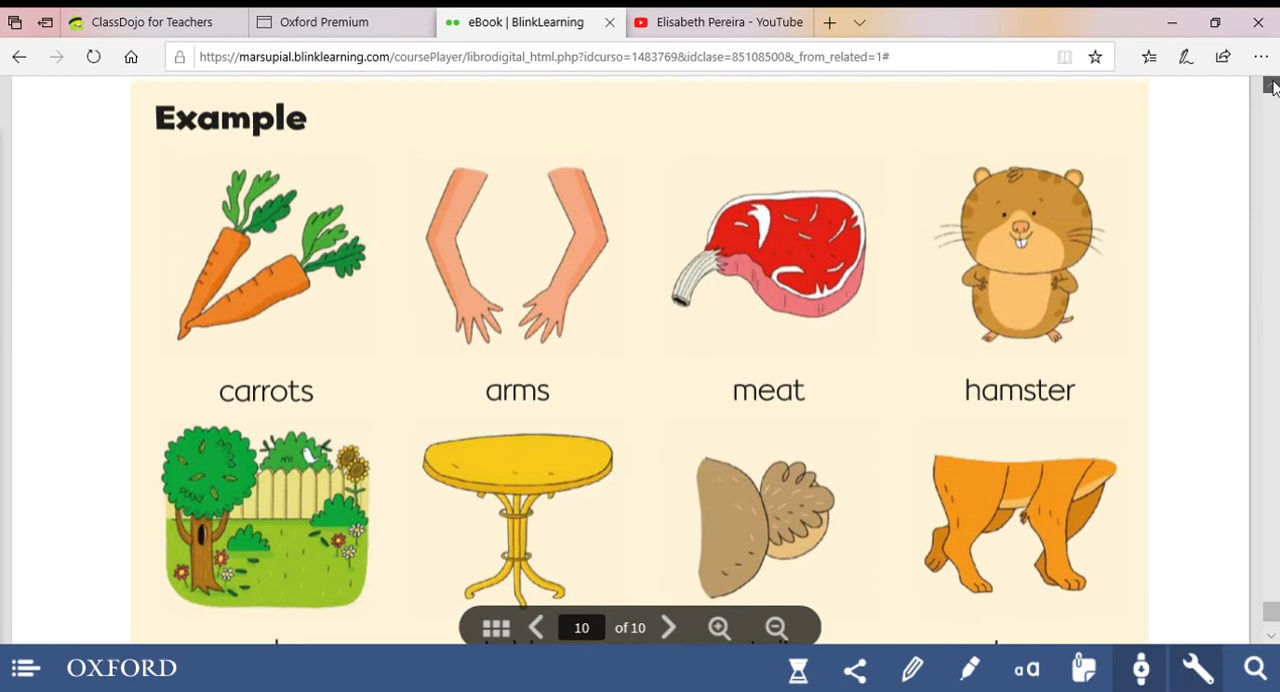 ClassDojo for Teachers
Oxford Premium
eBook | BlinkLearning
Elisabeth Pereira - YouTube
https://marsupial.blinklearning.com/coursePlayer/librodigital_html.php?idcurso=1483769&idclase=85108500&_from_related=1#
Example
carrots arms meat hamster
10 of 10
OXFORD
aa